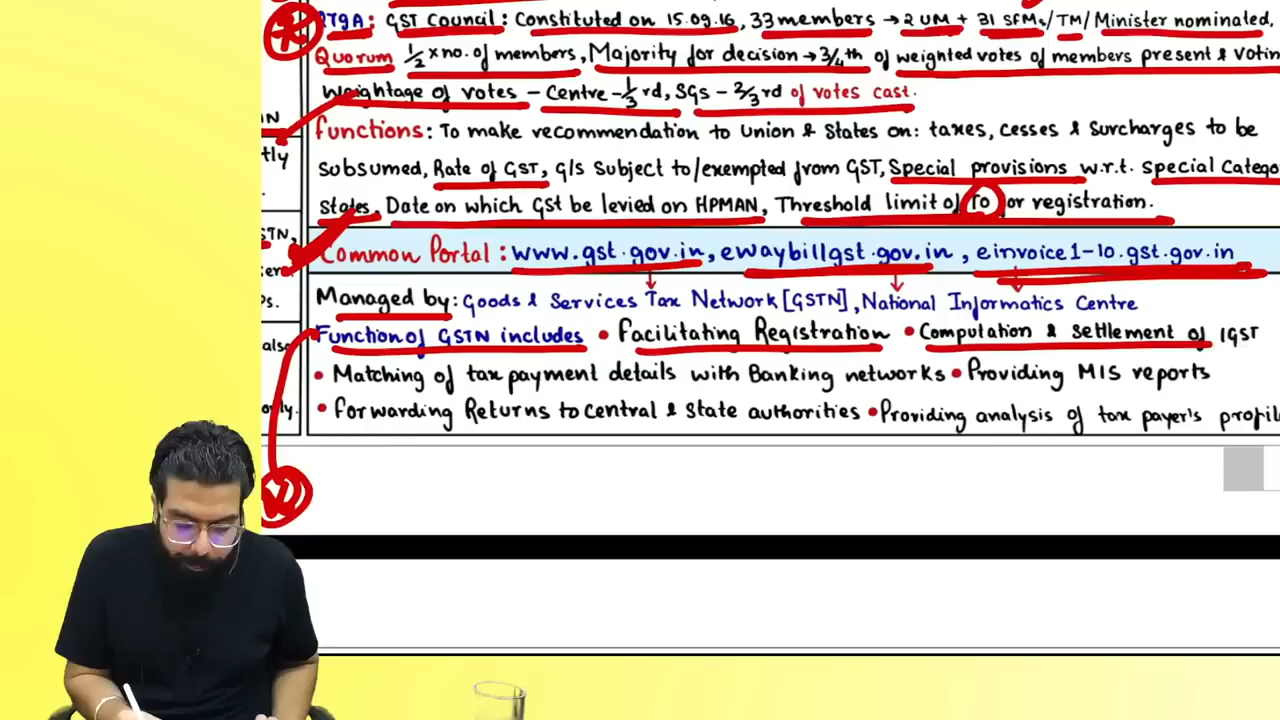 279A: GST Council: Constituted on 15.09.16, 33 members → 2 UM + 31 SFMs/TM/Minister nominated,
Quorum 1/2 x no. of members, Majority for decision → 3/4th of weighted votes of members present & votin
Weightage of votes - Centre - 1/3 rd, SGs - 2/3 rd of votes cast.
IN
functions: To make recommendation to Union & States on: taxes, cesses & surcharges to be
tly
subsumed, Rate of GST, G/s subject to/exempted from GST, Special provisions w.r.t. Special Catego
States, Date on which GST be levied on HPMAN, Threshold limit of To for registration.
STN,
Common Portal: www.gst.gov.in, ewaybillgst.gov.in, einvoice1-10.gst.gov.in
Ps.
Managed by: Goods & Services Tax Network [GSTN], National Informatics Centre
also
Function of GSTN includes • Facilitating Registration • Computation & settlement of IGST
• Matching of tax payment details with Banking networks • Providing MIS reports
only.
• forwarding Returns to central & state authorities • Providing analysis of tax payer's profil